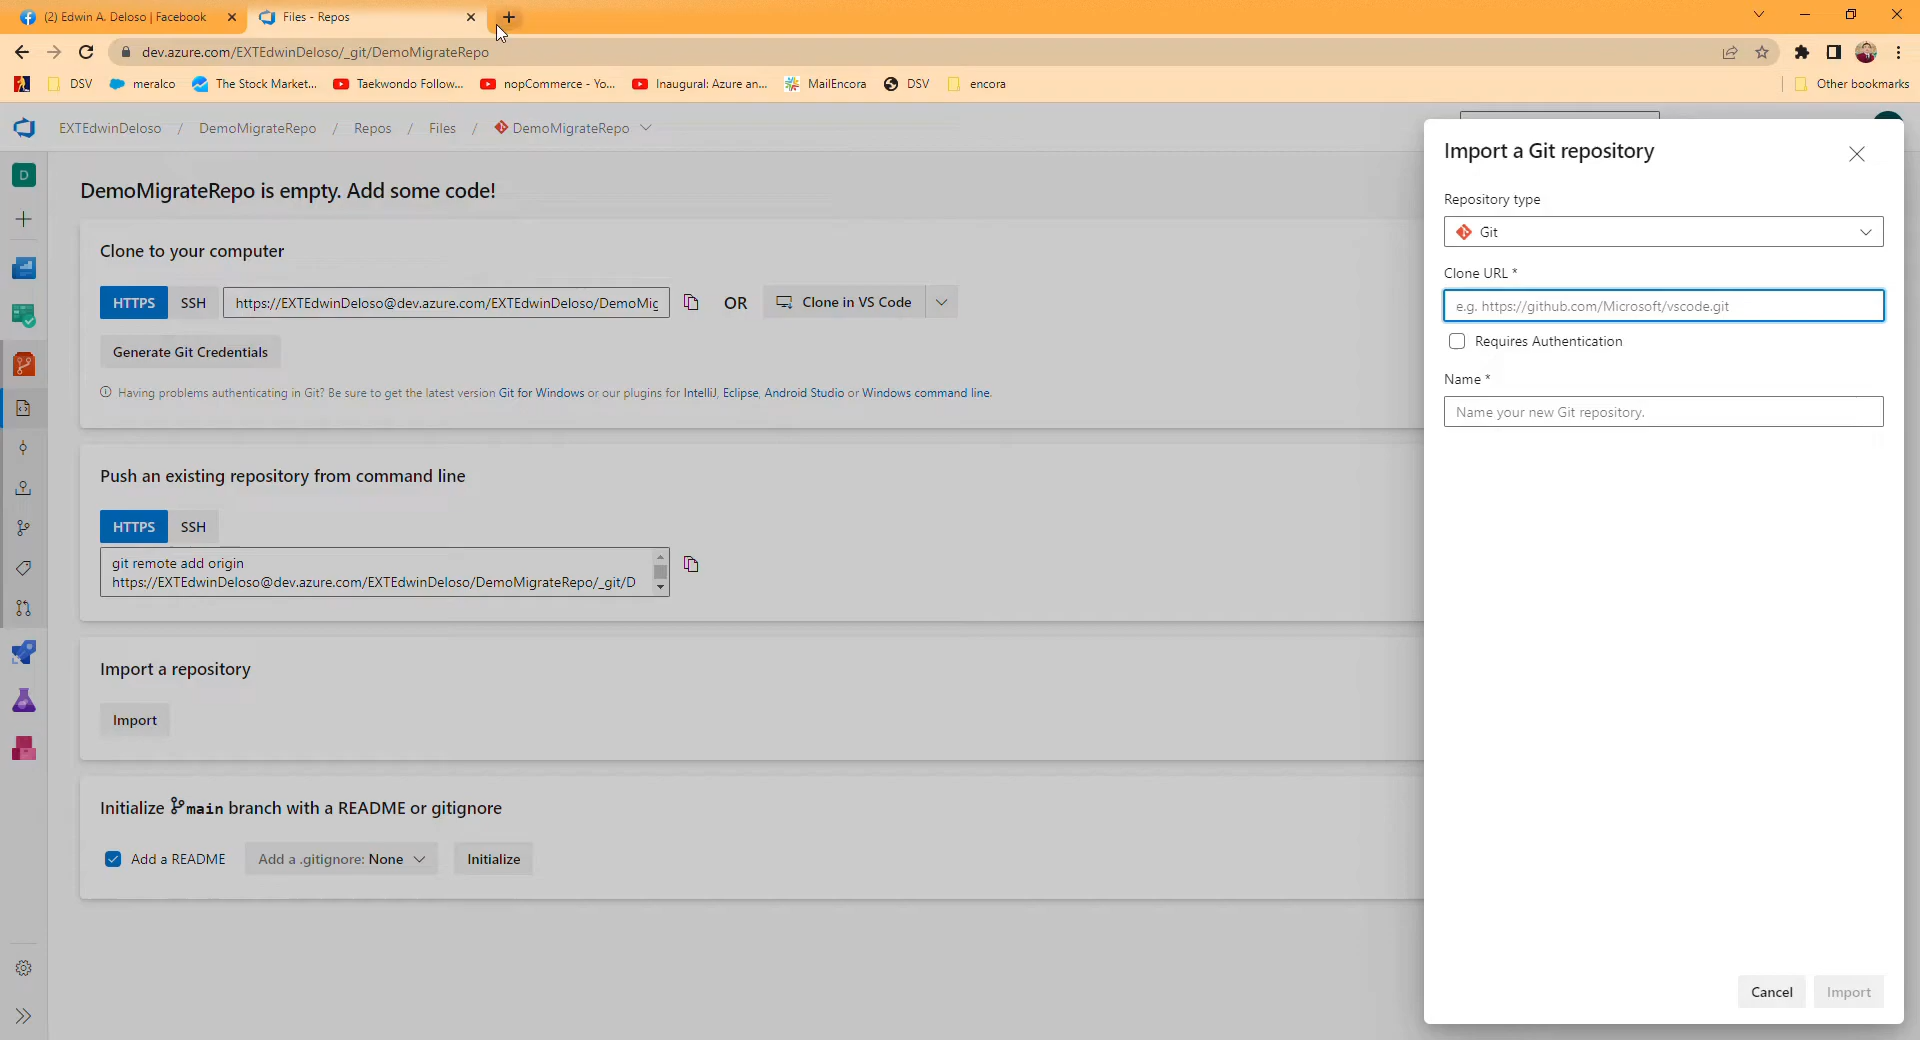 (2) Edwin A. Deloso | Facebook
Files - Repos
dev.azure.com/EXTEdwinDeloso/_git/DemoMigrateRepo
DSV
meralco
The Stock Market...
Taekwondo Follow...
nopCommerce - Yo...
Inaugural: Azure an...
MailEncora
DSV
encora
Other bookmarks
EXTEdwinDeloso / DemoMigrateRepo / Repos / Files / DemoMigrateRepo
D
DemoMigrateRepo is empty. Add some code!
Clone to your computer
HTTPS
SSH
https://EXTEdwinDeloso@dev.azure.com/EXTEdwinDeloso/DemoMig
OR
Clone in VS Code
Generate Git Credentials
Having problems authenticating in Git? Be sure to get the latest version Git for Windows or our plugins for IntelliJ, Eclipse, Android Studio or Windows command line.
Push an existing repository from command line
HTTPS
SSH
git remote add origin
https://EXTEdwinDeloso@dev.azure.com/EXTEdwinDeloso/DemoMigrateRepo/_git/D
Import a repository
Import
Initialize main branch with a README or gitignore
Add a README
Add a .gitignore: None
Initialize
Import a Git repository
Repository type
Git
Clone URL *
e.g. https://github.com/Microsoft/vscode.git
Requires Authentication
Name *
Name your new Git repository.
Cancel
Import